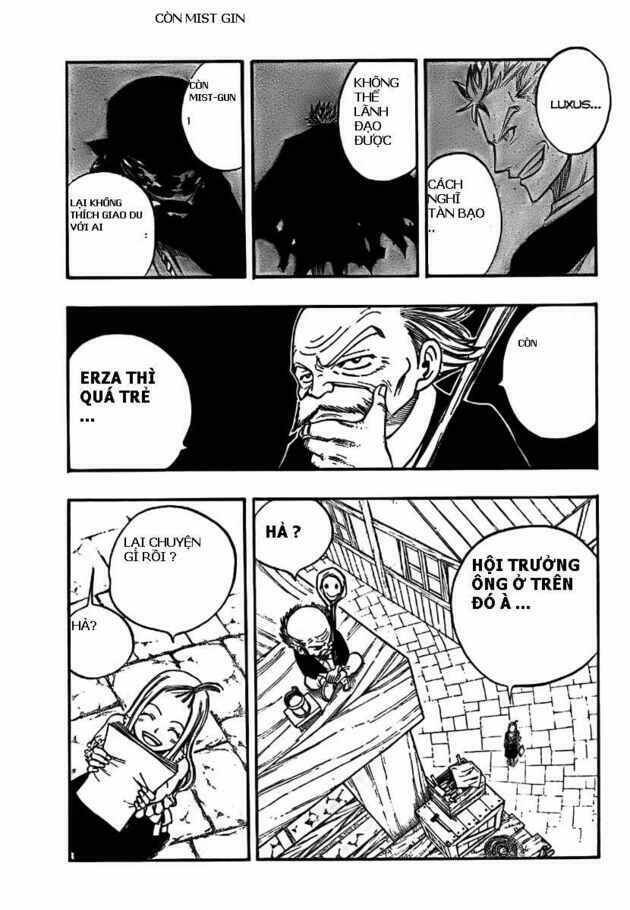 CÒN MIST GIN
LUXUS...
CÁCH
NGHĨ
TÀN BẠO
..
KHÔNG
THỂ
LÃNH
ĐẠO
ĐƯỢC
CÒN
MIST-GUN
1
LẠI KHÔNG
THÍCH GIAO DU
VỚI AI
:
CÒN
ERZA THÌ
QUÁ TRẺ
...
HỘI TRƯỞNG
ÔNG Ở TRÊN
ĐÓ À ...
HẢ ?
LẠI CHUYỆN
GÌ RỒI ?
HẢ?